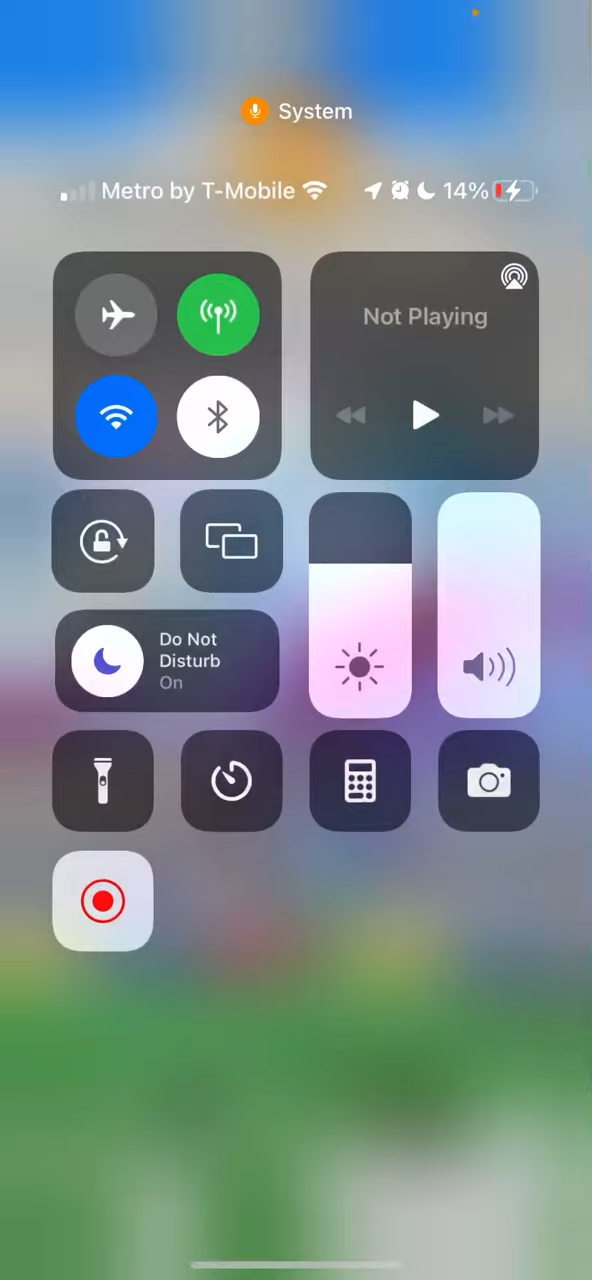 System
Metro by T-Mobile 14%
Not Playing
Do Not
Disturb
On